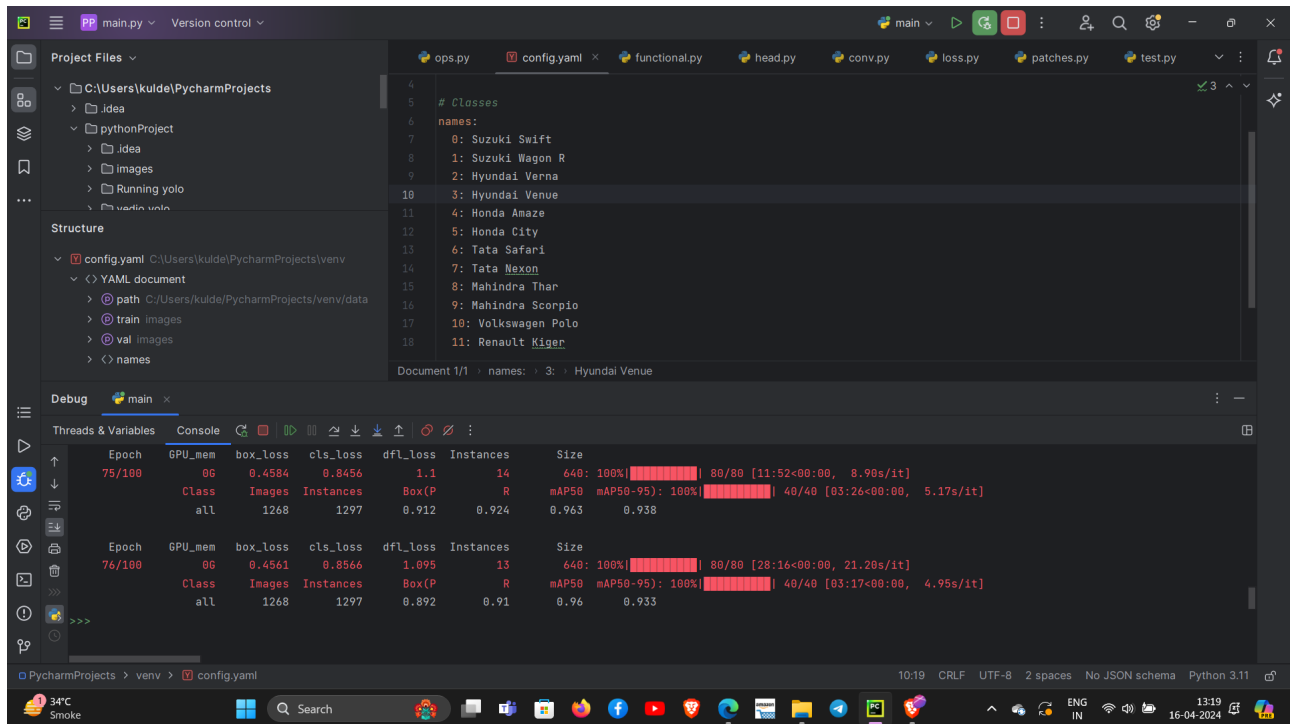 PC PP main.py Version control main
Project Files
C:\Users\kulde\PycharmProjects
.idea
pythonProject
.idea
images
Running yolo
vedio yolo
Structure
config.yaml C:\Users\kulde\PycharmProjects\venv
YAML document
path C:/Users/kulde/PycharmProjects/venv/data
train images
val images
names
ops.py config.yaml functional.py head.py conv.py loss.py patches.py test.py
4
3
5 # Classes
6 names:
7 0: Suzuki Swift
8 1: Suzuki Wagon R
9 2: Hyundai Verna
10 3: Hyundai Venue
11 4: Honda Amaze
12 5: Honda City
13 6: Tata Safari
14 7: Tata Nexon
15 8: Mahindra Thar
16 9: Mahindra Scorpio
17 10: Volkswagen Polo
18 11: Renault Kiger
Document 1/1 › names: › 3: › Hyundai Venue
Debug main
Threads & Variables Console
Epoch GPU_mem box_loss cls_loss dfl_loss Instances Size
75/100 0G 0.4584 0.8456 1.1 14 640: 100%|██████████| 80/80 [11:52<00:00, 8.90s/it]
Class Images Instances Box(P R mAP50 mAP50-95): 100%|██████████| 40/40 [03:26<00:00, 5.17s/it]
all 1268 1297 0.912 0.924 0.963 0.938
Epoch GPU_mem box_loss cls_loss dfl_loss Instances Size
76/100 0G 0.4561 0.8566 1.095 13 640: 100%|██████████| 80/80 [28:16<00:00, 21.20s/it]
Class Images Instances Box(P R mAP50 mAP50-95): 100%|██████████| 40/40 [03:17<00:00, 4.95s/it]
all 1268 1297 0.892 0.91 0.96 0.933
>>>
PycharmProjects › venv › config.yaml 10:19 CRLF UTF-8 2 spaces No JSON schema Python 3.11
1 34°C
Smoke
Search
ENG
IN
13:19
16-04-2024